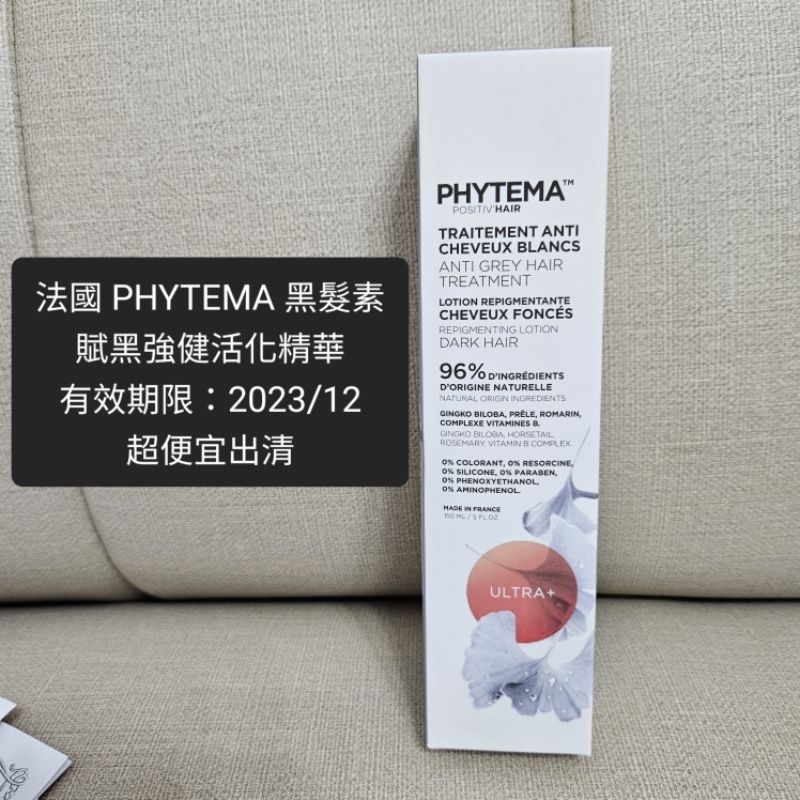 法國 PHYTEMA 黑髮素
賦黑強健活化精華
有效期限：2023/12
超便宜出清
PHYTEMA™
POSITIV'HAIR
TRAITEMENT ANTI
CHEVEUX BLANCS
ANTI GREY HAIR
TREATMENT
LOTION REPIGMENTANTE
CHEVEUX FONCÉS
REPIGMENTING LOTION
DARK HAIR
96% D'INGRÉDIENTS
D'ORIGINE NATURELLE
NATURAL ORIGIN INGREDIENTS
GINGKO BILOBA, PRÊLE, ROMARIN,
COMPLEXE VITAMINES B.
GINGKO BILOBA, HORSETAIL,
ROSEMARY, VITAMIN B COMPLEX.
0% COLORANT, 0% RESORCINE,
0% SILICONE, 0% PARABEN,
0% PHENOXYETHANOL,
0% AMINOPHENOL.
MADE IN FRANCE
150 ML / 5 FL.OZ
ULTRA+